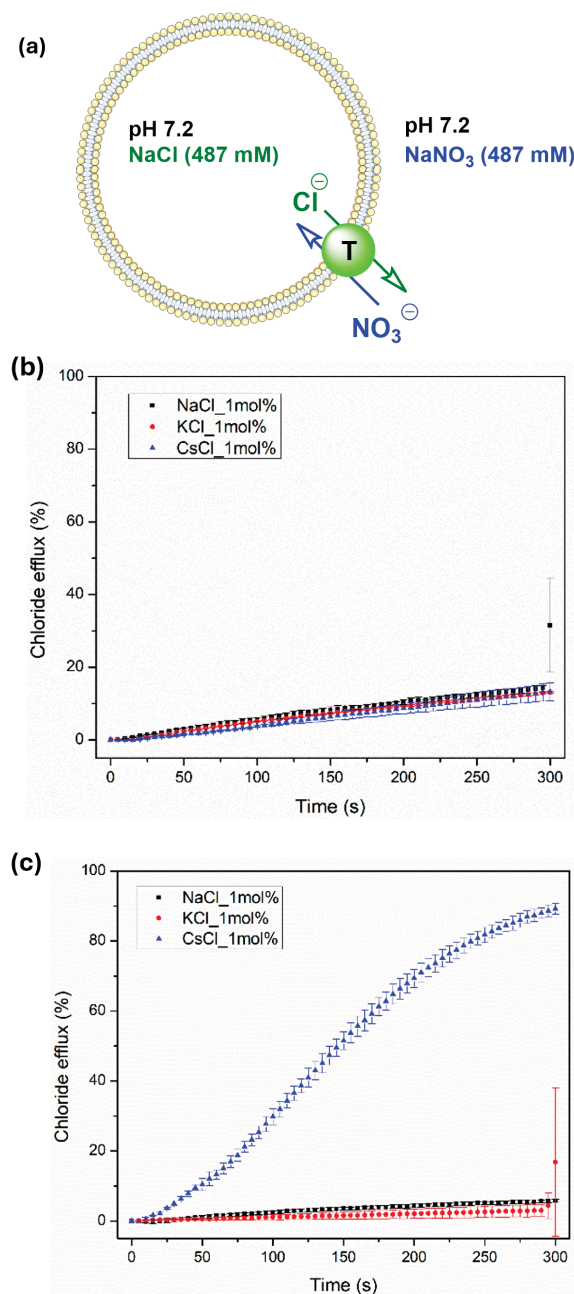 (a)
pH 7.2
NaCl (487 mM)
pH 7.2
NaNO₃ (487 mM)
Cl⊖
T
NO₃⊖
(b)
100
80
60
40
20
0
Chloride efflux (%)
NaCl_1mol%
KCl_1mol%
CsCl_1mol%
0 50 100 150 200 250 300
Time (s)
(c)
100
80
60
40
20
0
Chloride efflux (%)
NaCl_1mol%
KCl_1mol%
CsCl_1mol%
0 50 100 150 200 250 300
Time (s)